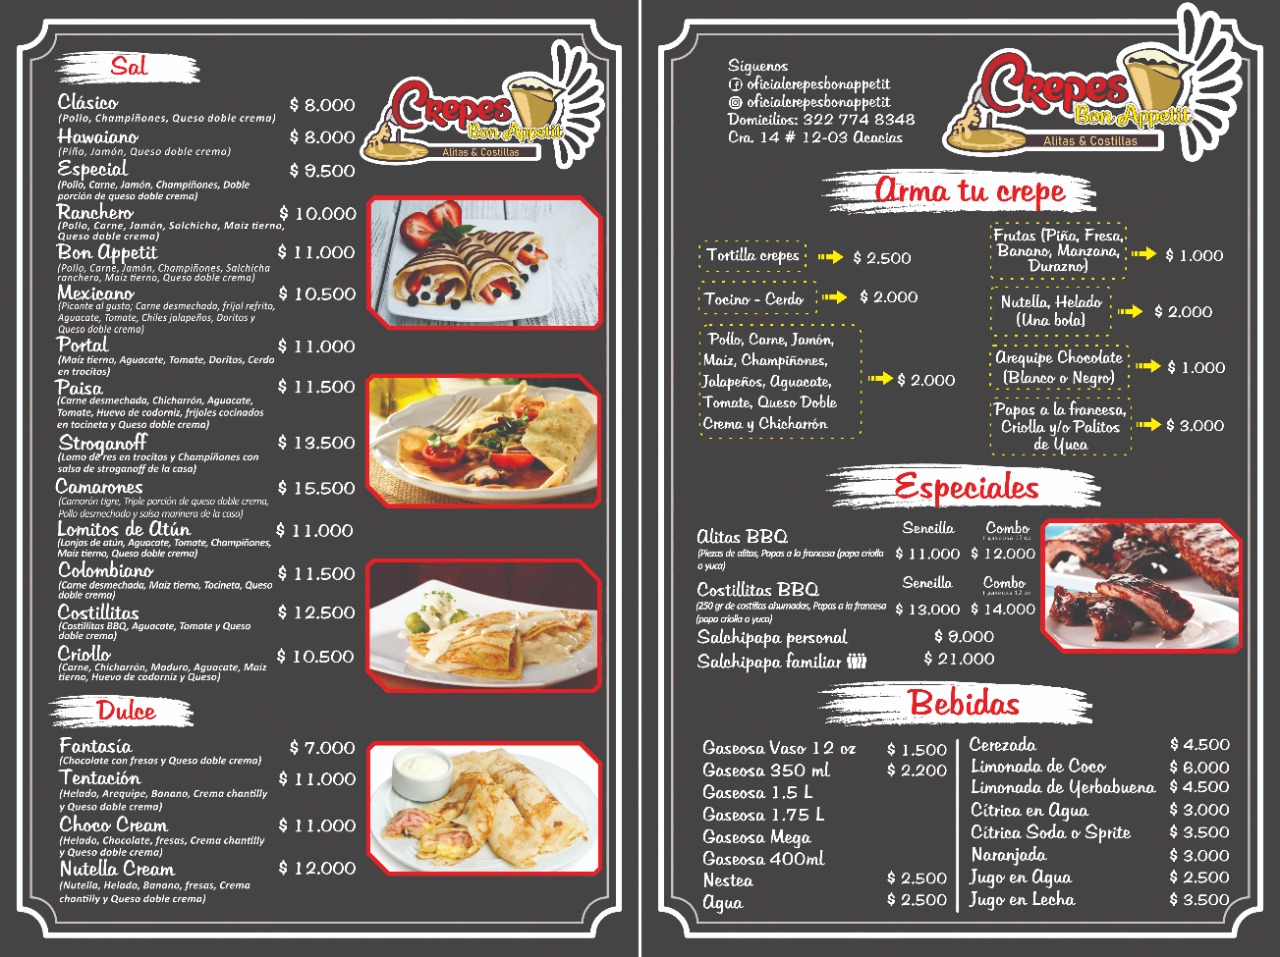 Sal
Clásico $ 8.000
(Pollo, Champiñones, Queso doble crema)
Hawaiano $ 8.000
(Piña, Jamón, Queso doble crema)
Especial $ 9.500
(Pollo, Carne, Jamón, Champiñones, Doble
porción de queso doble crema)
Ranchero $ 10.000
(Pollo, Carne, Jamón, Salchicha, Maiz tierno,
Queso doble crema)
Bon Appetit $ 11.000
(Pollo, Carne, Jamón, Champiñones, Salchicha
ranchera, Maíz tierno, Queso doble crema)
Mexicano $ 10.500
(Picante al gusto; Carne desmechada, frijol refrito,
Aguacate, Tomate, Chiles jalapeños, Doritos y
Queso doble crema)
Portal $ 11.000
(Maíz tierno, Aguacate, Tomate, Doritos, Cerdo
en trocitos)
Paisa $ 11.500
(Carne desmechada, Chicharrón, Aguacate,
Tomate, Huevo de codorniz, frijoles cocinados
en tocineta y Queso doble crema)
Stroganoff $ 13.500
(Lomo de res en trocitos y Champiñones con
salsa de stroganoff de la casa)
Camarones $ 15.500
(Camarón tigre, Triple porción de queso doble crema,
Pollo desmechado y salsa marinera de la casa)
Lomitos de Atún $ 11.000
(Lonjas de atún, Aguacate, Tomate, Champiñones,
Maíz tierno, Queso doble crema)
Colombiano $ 11.500
(Carne desmechada, Maíz tierno, Tocineta, Queso
doble crema)
Costillitas $ 12.500
(Costillitas BBQ, Aguacate, Tomate y Queso
doble crema)
Criollo $ 10.500
(Carne, Chicharrón, Maduro, Aguacate, Maíz
tierno, Huevo de codorniz y Queso)
Dulce
Fantasía $ 7.000
(Chocolate con fresas y Queso doble crema)
Tentación $ 11.000
(Helado, Arequipe, Banano, Crema chantilly
y Queso doble crema)
Choco Cream $ 11.000
(Helado, Chocolate, fresas, Crema chantilly
y Queso doble crema)
Nutella Cream $ 12.000
(Nutella, Helado, Banano, fresas, Crema
chantilly y Queso doble crema)
Crepes
Bon Appetit
Alitas & Costillas
Síguenos
oficialcrepesbonappetit
oficialcrepesbonappetit
Domicilios: 322 774 8348
Cra. 14 # 12-03 Acacias
Crepes
Bon Appetit
Alitas & Costillas
Arma tu crepe
Tortilla crepes $ 2.500
Tocino - Cerdo $ 2.000
Pollo, Carne, Jamón,
Maíz, Champiñones,
Jalapeños, Aguacate,
Tomate, Queso Doble
Crema y Chicharrón
$ 2.000
Frutas (Piña, Fresa,
Banano, Manzana,
Durazno)
$ 1.000
Nutella, Helado
(Una bola)
$ 2.000
Arequipe Chocolate
(Blanco o Negro)
$ 1.000
Papas a la francesa,
Criolla y/o Palitos
de Yuca
$ 3.000
Especiales
Alitas BBQ Sencilla Combo
1 gaseosa 12 oz
(Piezas de alitas, Papas a la francesa (papa criolla
o yuca) $ 11.000 $ 12.000
Costillitas BBQ Sencilla Combo
1 gaseosa 12 oz
(250 gr de costillas ahumadas, Papas a la francesa
(papa criolla o yuca) $ 13.000 $ 14.000
Salchipapa personal $ 9.000
Salchipapa familiar $ 21.000
Bebidas
Gaseosa Vaso 12 oz $ 1.500
Gaseosa 350 ml $ 2.200
Gaseosa 1.5 L
Gaseosa 1.75 L
Gaseosa Mega
Gaseosa 400ml
Nestea $ 2.500
Agua $ 2.500
Cerezada $ 4.500
Limonada de Coco $ 6.000
Limonada de Yerbabuena $ 4.500
Cítrica en Agua $ 3.000
Cítrica Soda o Sprite $ 3.500
Naranjada $ 3.000
Jugo en Agua $ 2.500
Jugo en Lecha $ 3.500